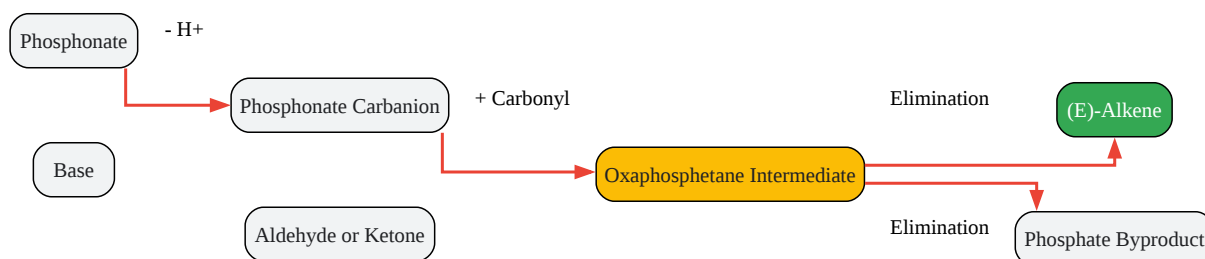 Phosphonate
- H+
Phosphonate Carbanion
+ Carbonyl
Elimination
(E)-Alkene
Base
Oxaphosphetane Intermediate
Aldehyde or Ketone
Elimination
Phosphate Byproduct